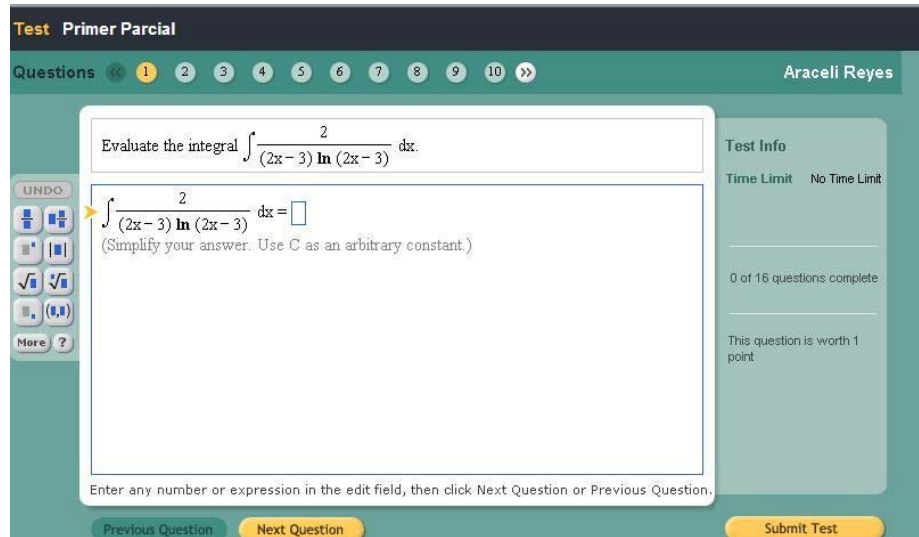 Test Primer Parcial
Questions « 1 2 3 4 5 6 7 8 9 10 »
Araceli Reyes
Evaluate the integral ∫ 2/((2x − 3) ln (2x − 3)) dx.
∫ 2/((2x − 3) ln (2x − 3)) dx =
(Simplify your answer. Use C as an arbitrary constant.)
UNDO
More ?
Enter any number or expression in the edit field, then click Next Question or Previous Question.
Previous Question
Next Question
Test Info
Time Limit No Time Limit
0 of 16 questions complete
This question is worth 1
point
Submit Test